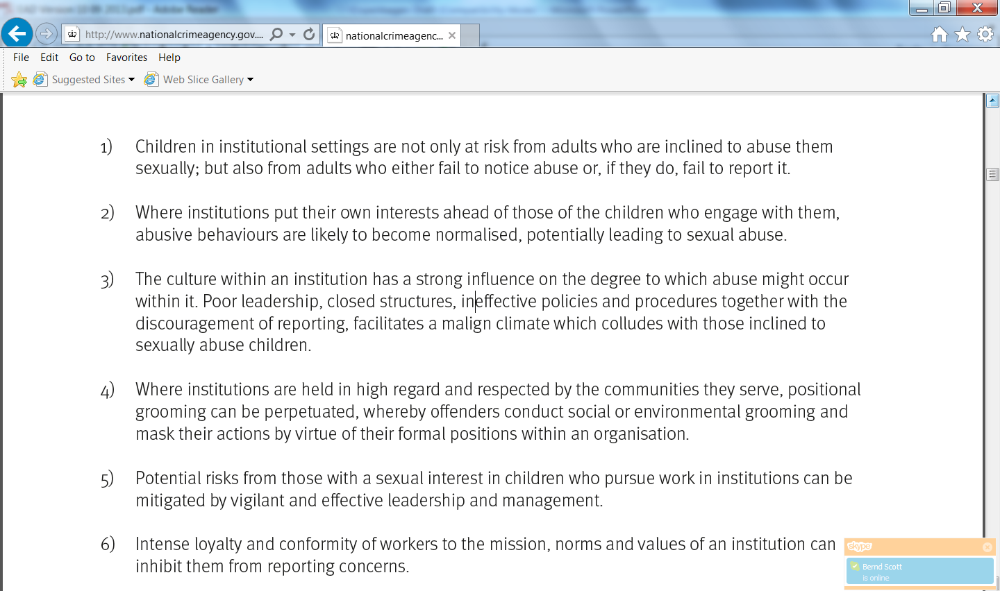 http://www.nationalcrimeagency.gov....
nationalcrimeagenc...
File Edit Go to Favorites Help
Suggested Sites Web Slice Gallery
1) Children in institutional settings are not only at risk from adults who are inclined to abuse them
sexually; but also from adults who either fail to notice abuse or, if they do, fail to report it.
2) Where institutions put their own interests ahead of those of the children who engage with them,
abusive behaviours are likely to become normalised, potentially leading to sexual abuse.
3) The culture within an institution has a strong influence on the degree to which abuse might occur
within it. Poor leadership, closed structures, ineffective policies and procedures together with the
discouragement of reporting, facilitates a malign climate which colludes with those inclined to
sexually abuse children.
4) Where institutions are held in high regard and respected by the communities they serve, positional
grooming can be perpetuated, whereby offenders conduct social or environmental grooming and
mask their actions by virtue of their formal positions within an organisation.
5) Potential risks from those with a sexual interest in children who pursue work in institutions can be
mitigated by vigilant and effective leadership and management.
6) Intense loyalty and conformity of workers to the mission, norms and values of an institution can
inhibit them from reporting concerns.
skype
Bernd Scott
is online